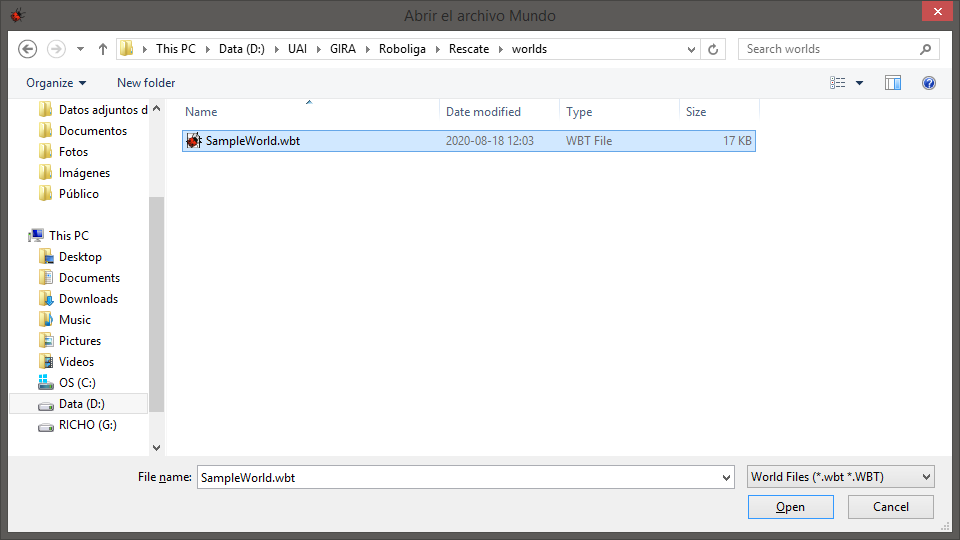 Abrir el archivo Mundo
This PC Data (D:) UAI GIRA Roboliga Rescate worlds
Search worlds
Organize New folder
Datos adjuntos d
Documentos
Fotos
Imágenes
Público
This PC
Desktop
Documents
Downloads
Music
Pictures
Videos
OS (C:)
Data (D:)
RICHO (G:)
Name Date modified Type Size
SampleWorld.wbt 2020-08-18 12:03 WBT File 17 KB
File name: SampleWorld.wbt World Files (*.wbt *.WBT)
Open Cancel